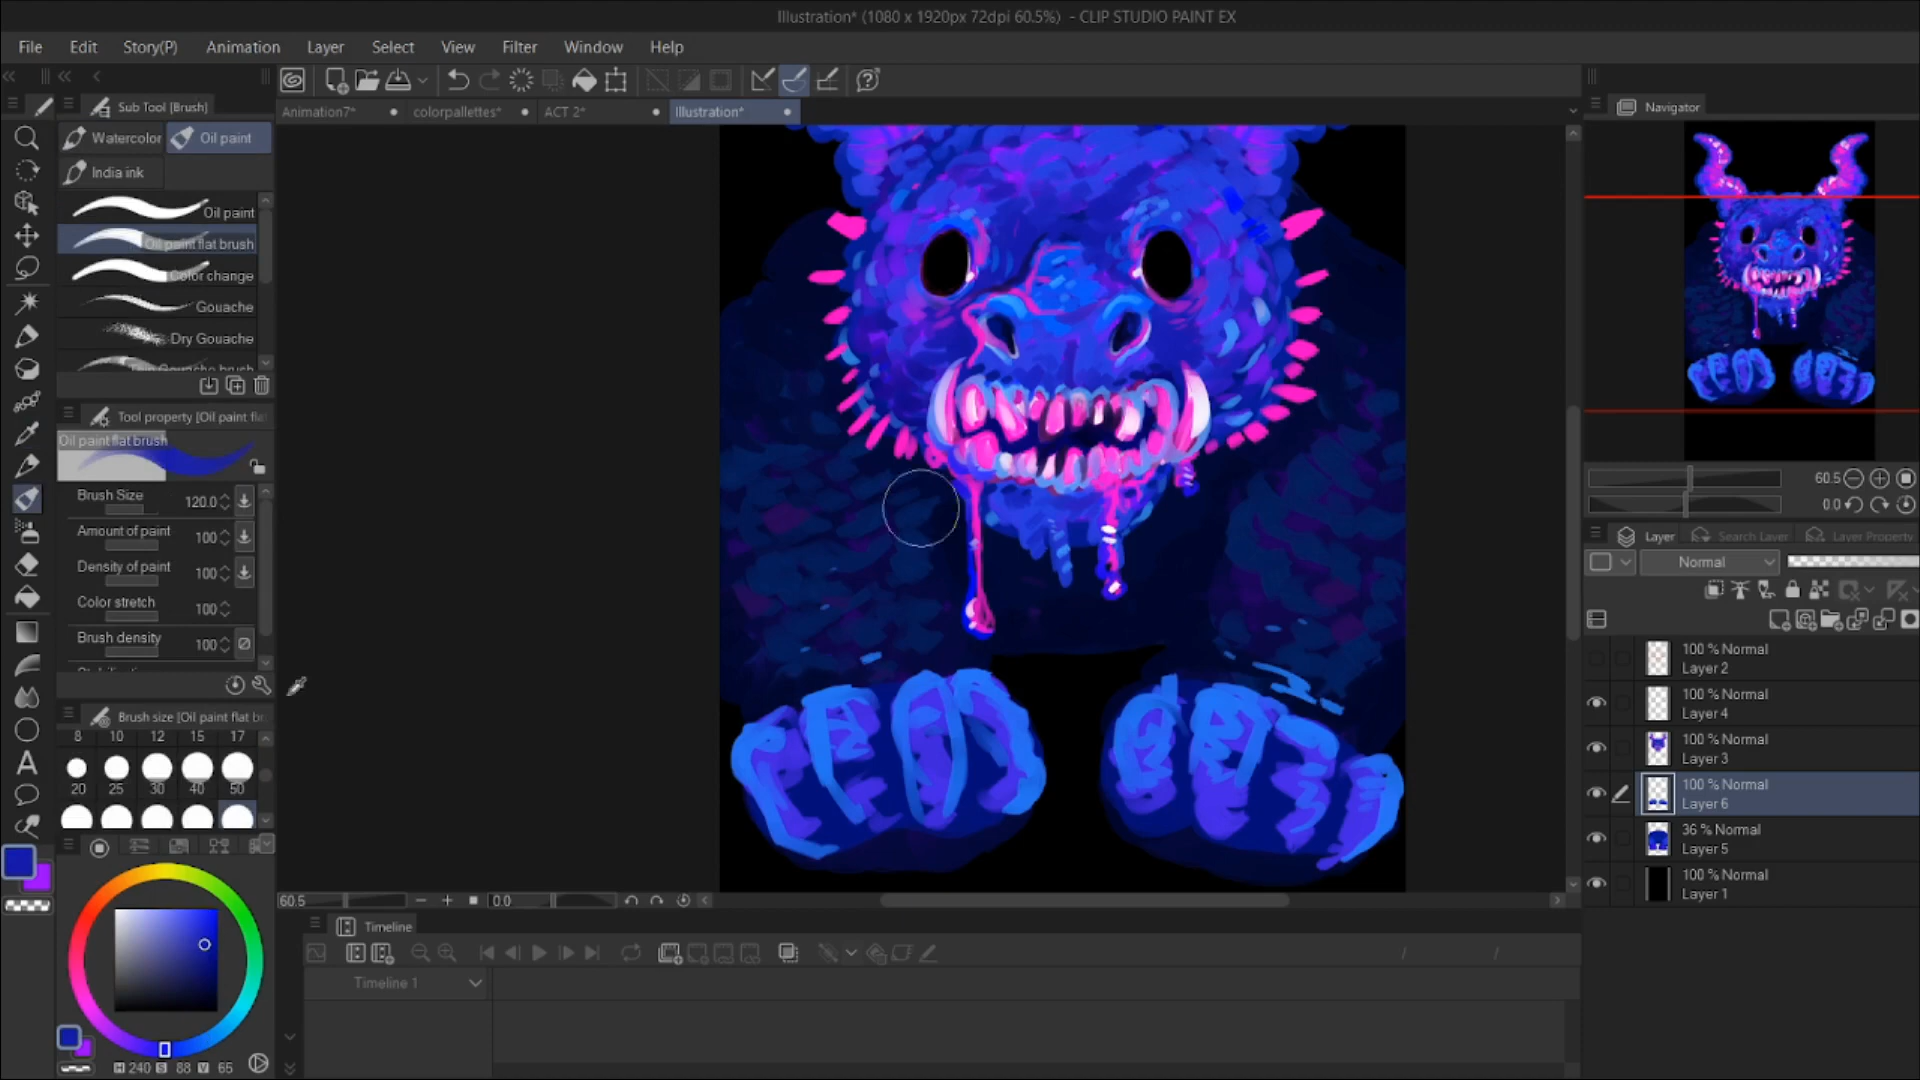 Illustration* (1080 x 1920px 72dpi 60.5%) - CLIP STUDIO PAINT EX
File Edit Story(P) Animation Layer Select View Filter Window Help
Sub Tool [Brush]
Watercolor Oil paint
India ink
Oil paint
Oil paint flat brush
Color change
Gouache
Dry Gouache
Thin Gouache brush
Tool property [Oil paint fla
Oil paint flat brush
Brush Size 120.0
Amount of paint 100
Density of paint 100
Color stretch 100
Brush density 100
Brush size [Oil paint flat br
8 10 12 15 17
20 25 30 40 50
H 240 S 88 V 65
Animation7* colorpallettes* ACT 2* Illustration*
60.5 0.0
Timeline
Timeline 1
Navigator
60.5
0.0
Layer Search Layer Layer Property
Normal
100 % Normal
Layer 2
100 % Normal
Layer 4
100 % Normal
Layer 3
100 % Normal
Layer 6
36 % Normal
Layer 5
100 % Normal
Layer 1